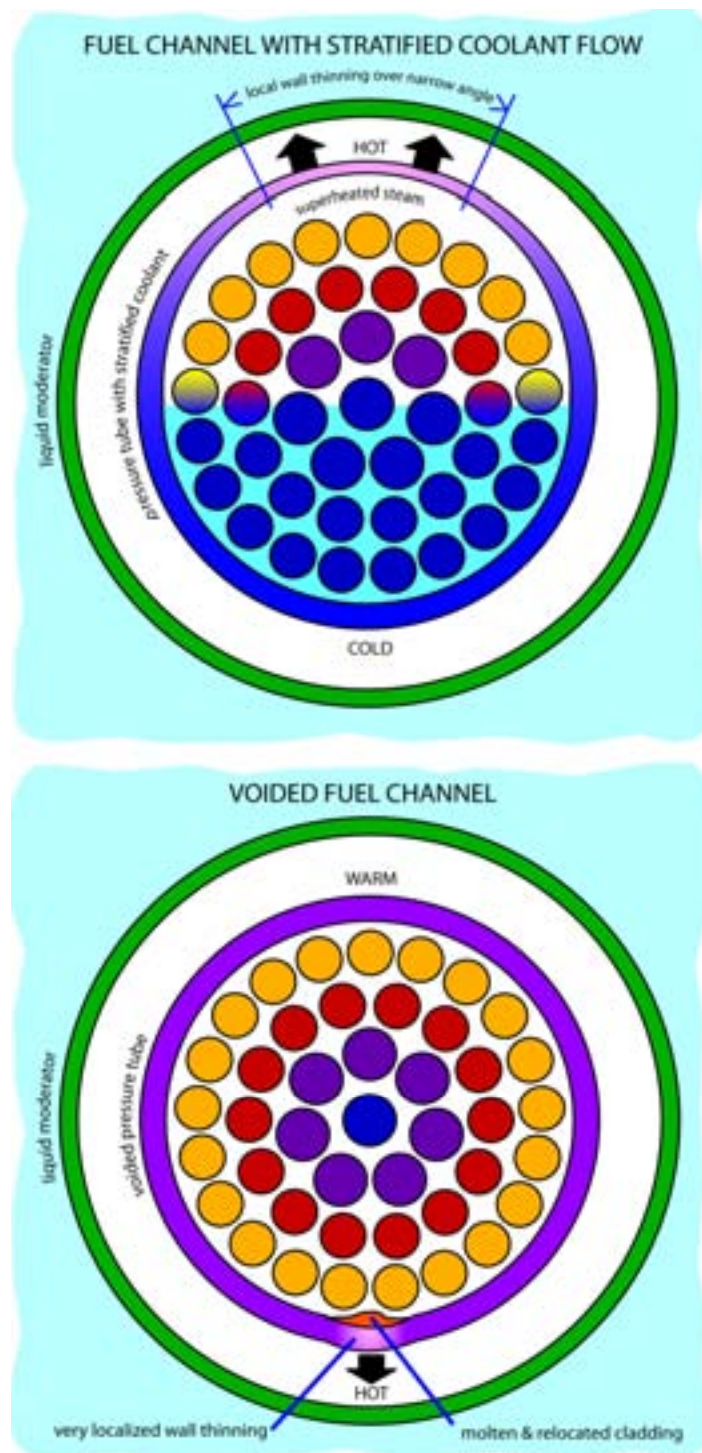 FUEL CHANNEL WITH STRATIFIED COOLANT FLOW
local wall thinning over narrow angle
HOT
superheated steam
pressure tube with stratified coolant
liquid moderator
COLD
VOIDED FUEL CHANNEL
WARM
voided pressure tube
liquid moderator
HOT
very localized wall thinning
molten & relocated cladding